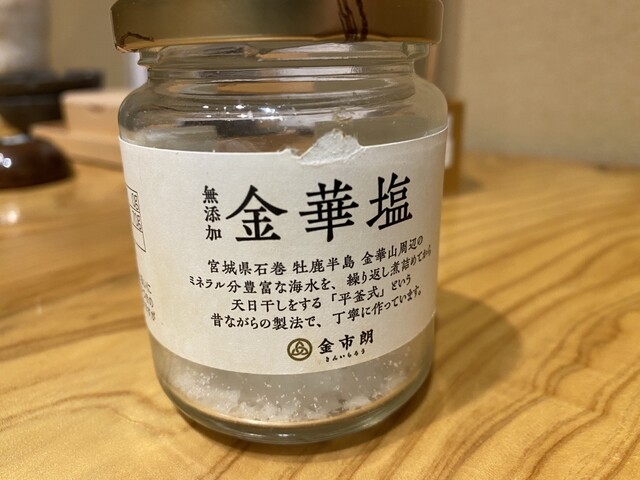 無添加
金華塩
宮城県石巻 牡鹿半島 金華山周辺の
ミネラル分豊富な海水を、繰り返し煮詰めてから
天日干しをする「平釜式」という
昔ながらの製法で、丁寧に作っています。
金市朗
きんいちろう